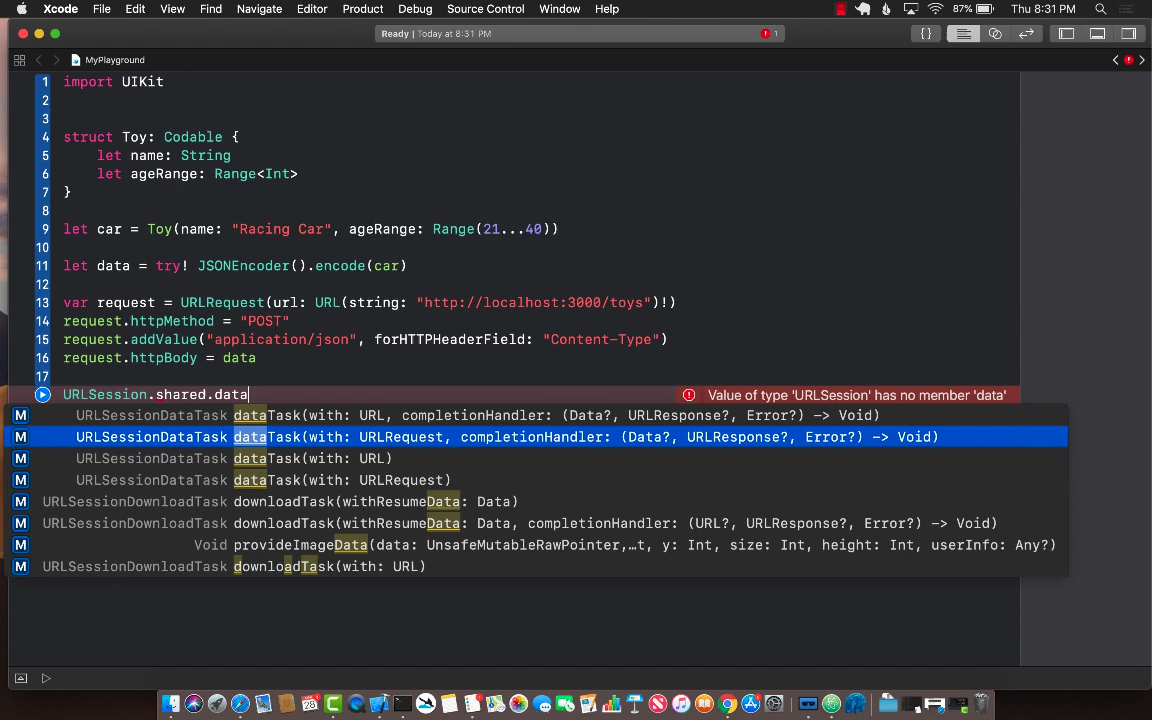 Xcode File Edit View Find Navigate Editor Product Debug Source Control Window Help 87% Thu 8:31 PM
Ready | Today at 8:31 PM 1 { }
MyPlayground
1 import UIKit
2
3
4 struct Toy: Codable {
5 let name: String
6 let ageRange: Range<Int>
7 }
8
9 let car = Toy(name: "Racing Car", ageRange: Range(21...40))
10
11 let data = try! JSONEncoder().encode(car)
12
13 var request = URLRequest(url: URL(string: "http://localhost:3000/toys")!)
14 request.httpMethod = "POST"
15 request.addValue("application/json", forHTTPHeaderField: "Content-Type")
16 request.httpBody = data
17
URLSession.shared.data Value of type 'URLSession' has no member 'data'
M URLSessionDataTask dataTask(with: URL, completionHandler: (Data?, URLResponse?, Error?) -> Void)
M URLSessionDataTask dataTask(with: URLRequest, completionHandler: (Data?, URLResponse?, Error?) -> Void)
M URLSessionDataTask dataTask(with: URL)
M URLSessionDataTask dataTask(with: URLRequest)
M URLSessionDownloadTask downloadTask(withResumeData: Data)
M URLSessionDownloadTask downloadTask(withResumeData: Data, completionHandler: (URL?, URLResponse?, Error?) -> Void)
M Void provideImageData(data: UnsafeMutableRawPointer,…t, y: Int, size: Int, height: Int, userInfo: Any?)
M URLSessionDownloadTask downloadTask(with: URL)
28